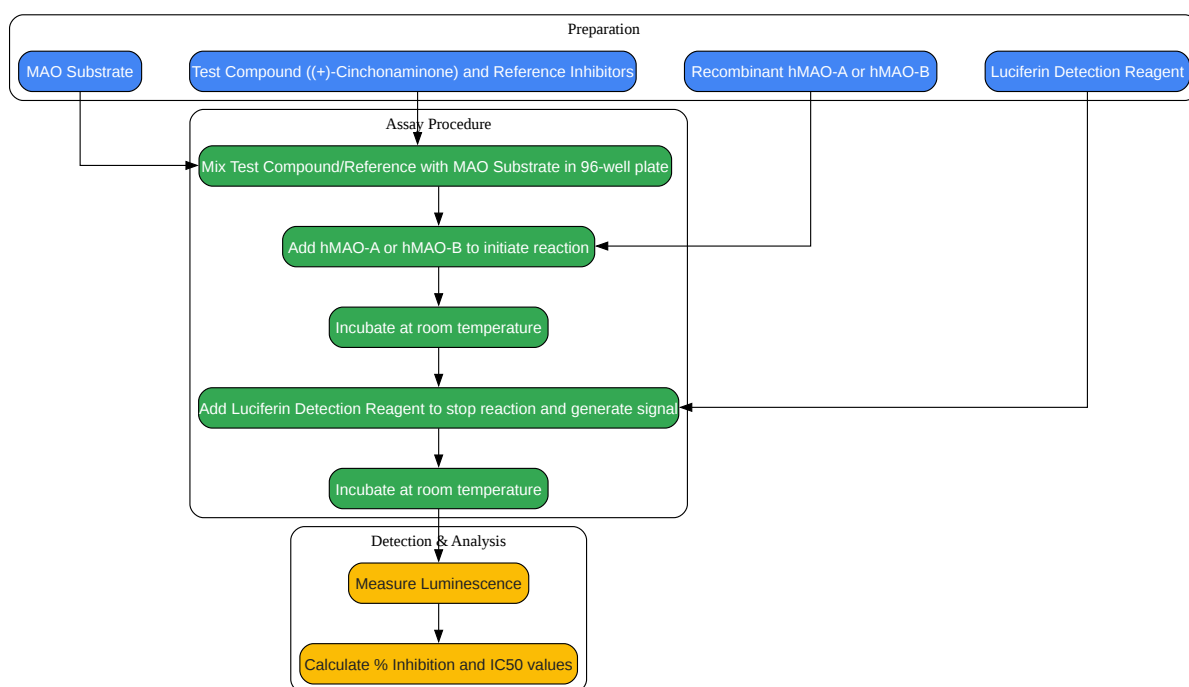 Preparation
MAO Substrate
Test Compound ((+)-Cinchonaminone) and Reference Inhibitors
Recombinant hMAO-A or hMAO-B
Luciferin Detection Reagent
Assay Procedure
Mix Test Compound/Reference with MAO Substrate in 96-well plate
Add hMAO-A or hMAO-B to initiate reaction
Incubate at room temperature
Add Luciferin Detection Reagent to stop reaction and generate signal
Incubate at room temperature
Detection & Analysis
Measure Luminescence
Calculate % Inhibition and IC50 values